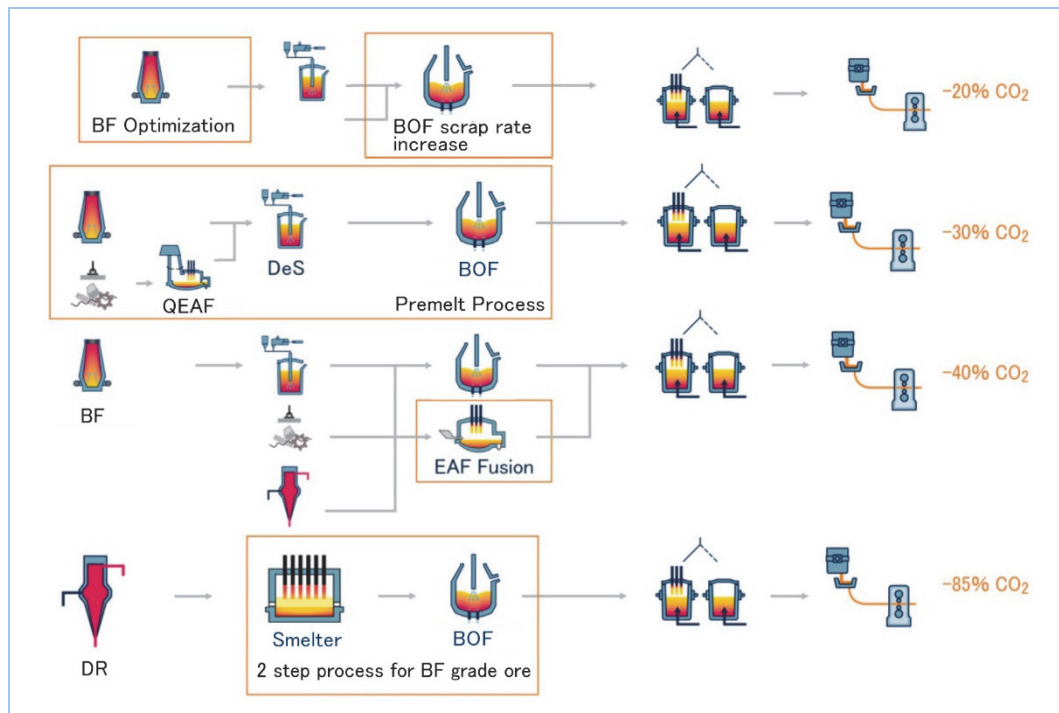 BF Optimization
BOF scrap rate
increase
-20% CO₂
QEAF
DeS
BOF
Premelt Process
-30% CO₂
BF
EAF Fusion
-40% CO₂
DR
Smelter
BOF
2 step process for BF grade ore
-85% CO₂